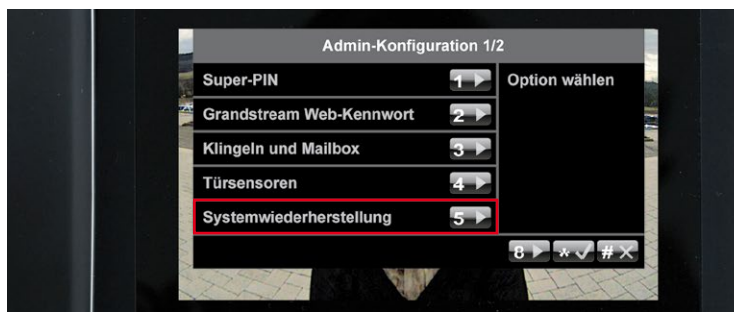 Admin-Konfiguration 1/2
Super-PIN 1
Option wählen
Grandstream Web-Kennwort 2
Klingeln und Mailbox 3
Türsensoren 4
Systemwiederherstellung 5
8 * #